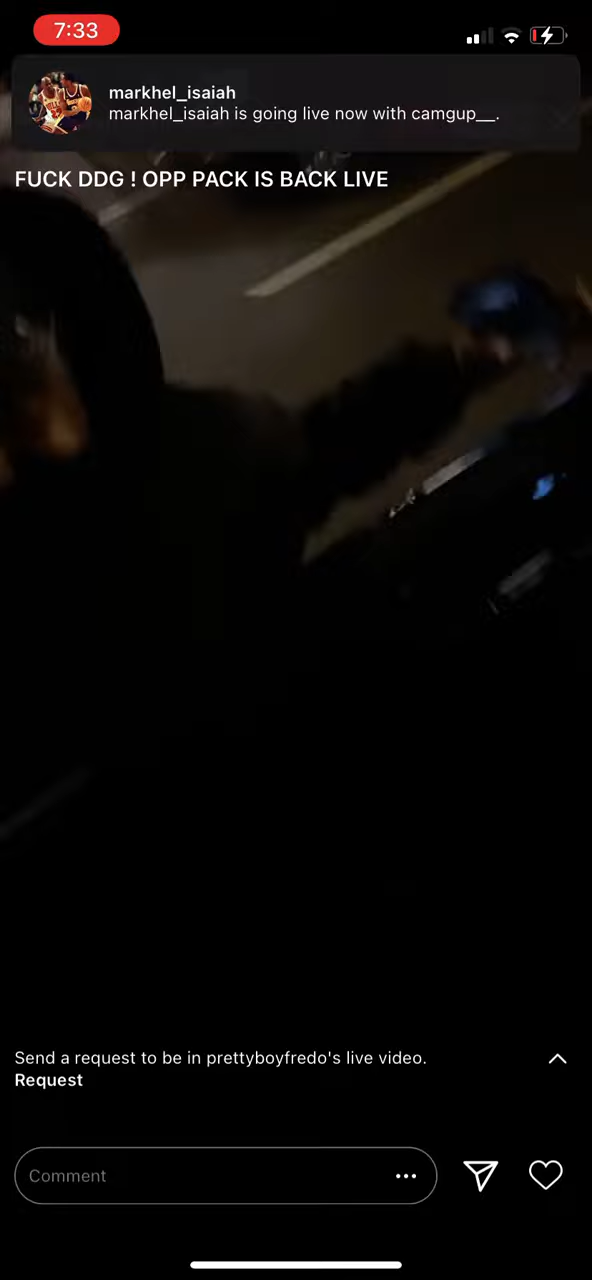 7:33
markhel_isaiah
markhel_isaiah is going live now with camgup__.
FUCK DDG ! OPP PACK IS BACK LIVE
Send a request to be in prettyboyfredo's live video.
Request
Comment